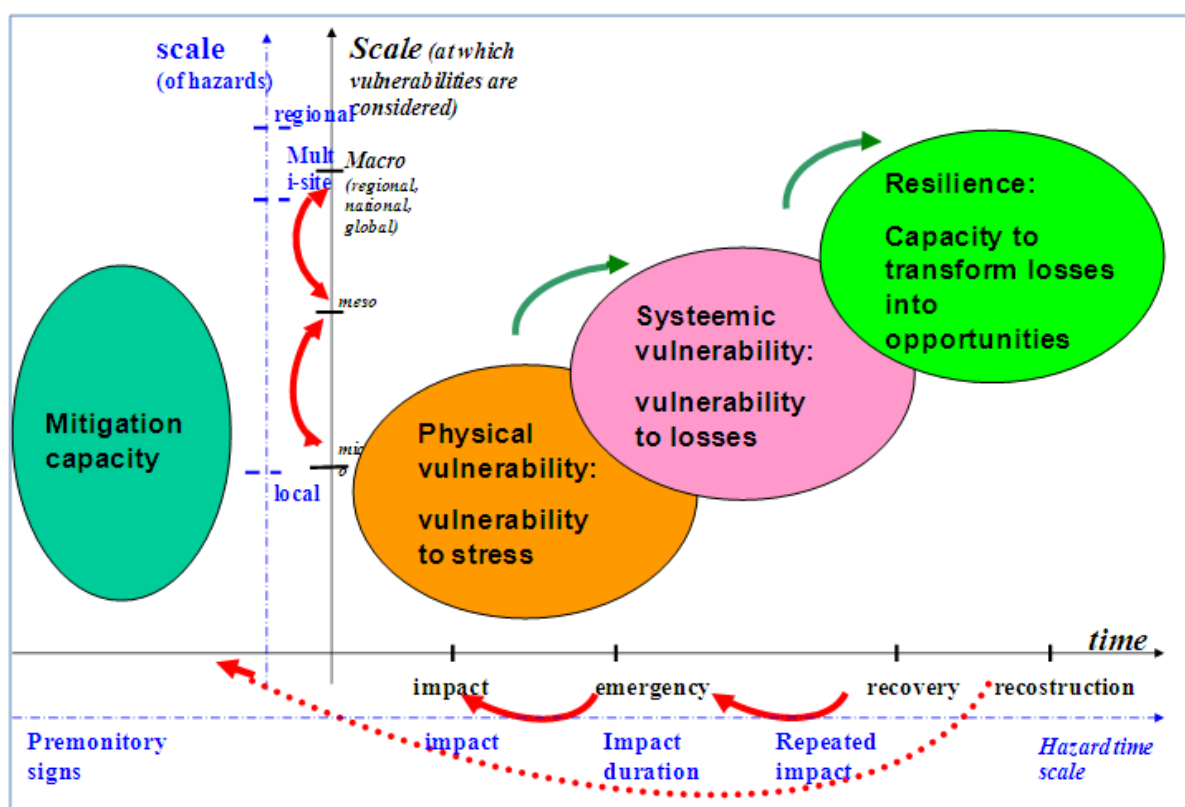 scale
(of hazards)
Scale (at which
vulnerabilities are
considered)
regional
Mult
i-site
Macro
(regional,
national,
global)
meso
local
Mitigation
capacity
Physical
vulnerability:
vulnerability
to stress
Systeemic
vulnerability:
vulnerability
to losses
Resilience:
Capacity to
transform losses
into
opportunities
time
impact
emergency
recovery
recostruction
Premonitory
signs
impact
Impact
duration
Repeated
impact
Hazard time
scale